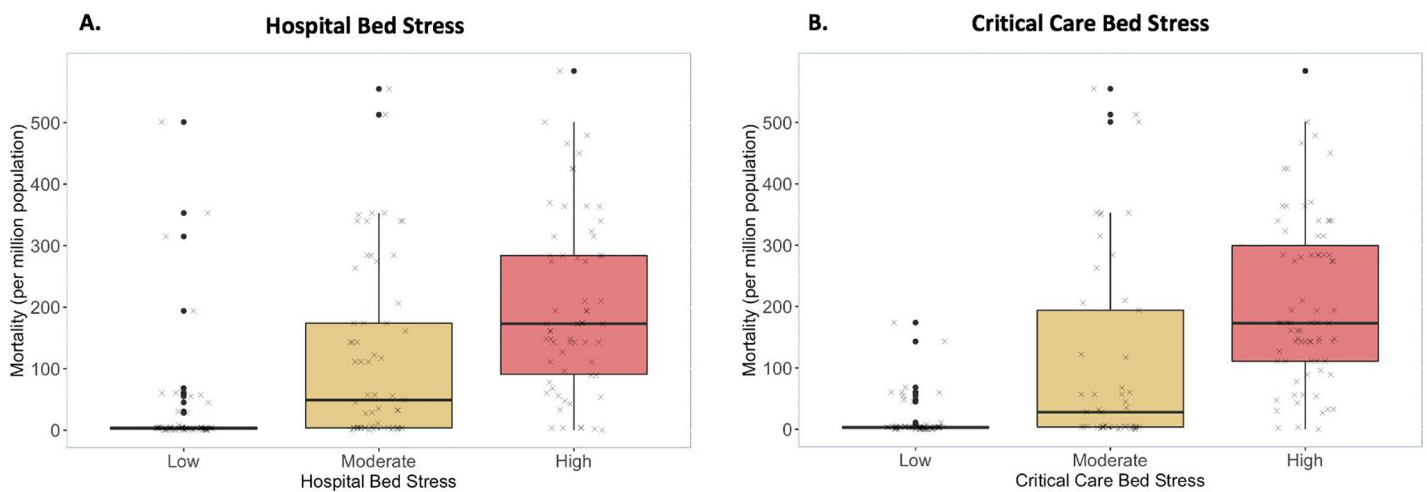 A.
Hospital Bed Stress
Mortality (per million population)
500
400
300
200
100
0
Low
Moderate
High
Hospital Bed Stress
B.
Critical Care Bed Stress
Mortality (per million population)
500
400
300
200
100
0
Low
Moderate
High
Critical Care Bed Stress